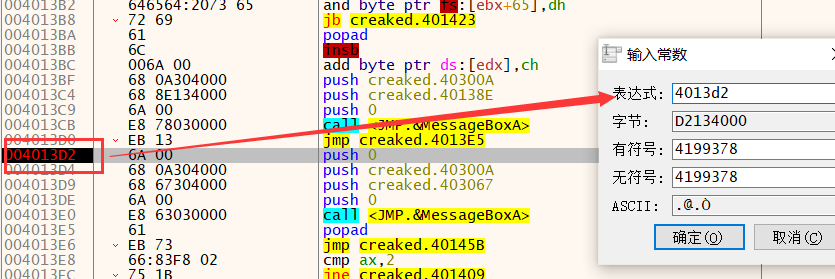 004013B2 646564:2073 65 and byte ptr fs:[ebx+65],dh
004013B8 72 69 jb creaked.401423
004013BA 61 popad
004013BB 6C insb
004013BC 006A 00 add byte ptr ds:[edx],ch
004013BF 68 0A304000 push creaked.40300A
004013C4 68 8E134000 push creaked.40138E
004013C9 6A 00 push 0
004013CB E8 78030000 call <JMP.&MessageBoxA>
004013D0 EB 13 jmp creaked.4013E5
004013D2 6A 00 push 0
004013D4 68 0A304000 push creaked.40300A
004013D9 68 67304000 push creaked.403067
004013DE 6A 00 push 0
004013E0 E8 63030000 call <JMP.&MessageBoxA>
004013E5 61 popad
004013E6 EB 73 jmp creaked.40145B
004013E8 66:83F8 02 cmp ax,2
004013EC 75 1B jne creaked.401409
输入常数
表达式: 4013d2
字节: D2134000
有符号: 4199378
无符号: 4199378
ASCII: .@.Ò
确定(O) 取消(C)